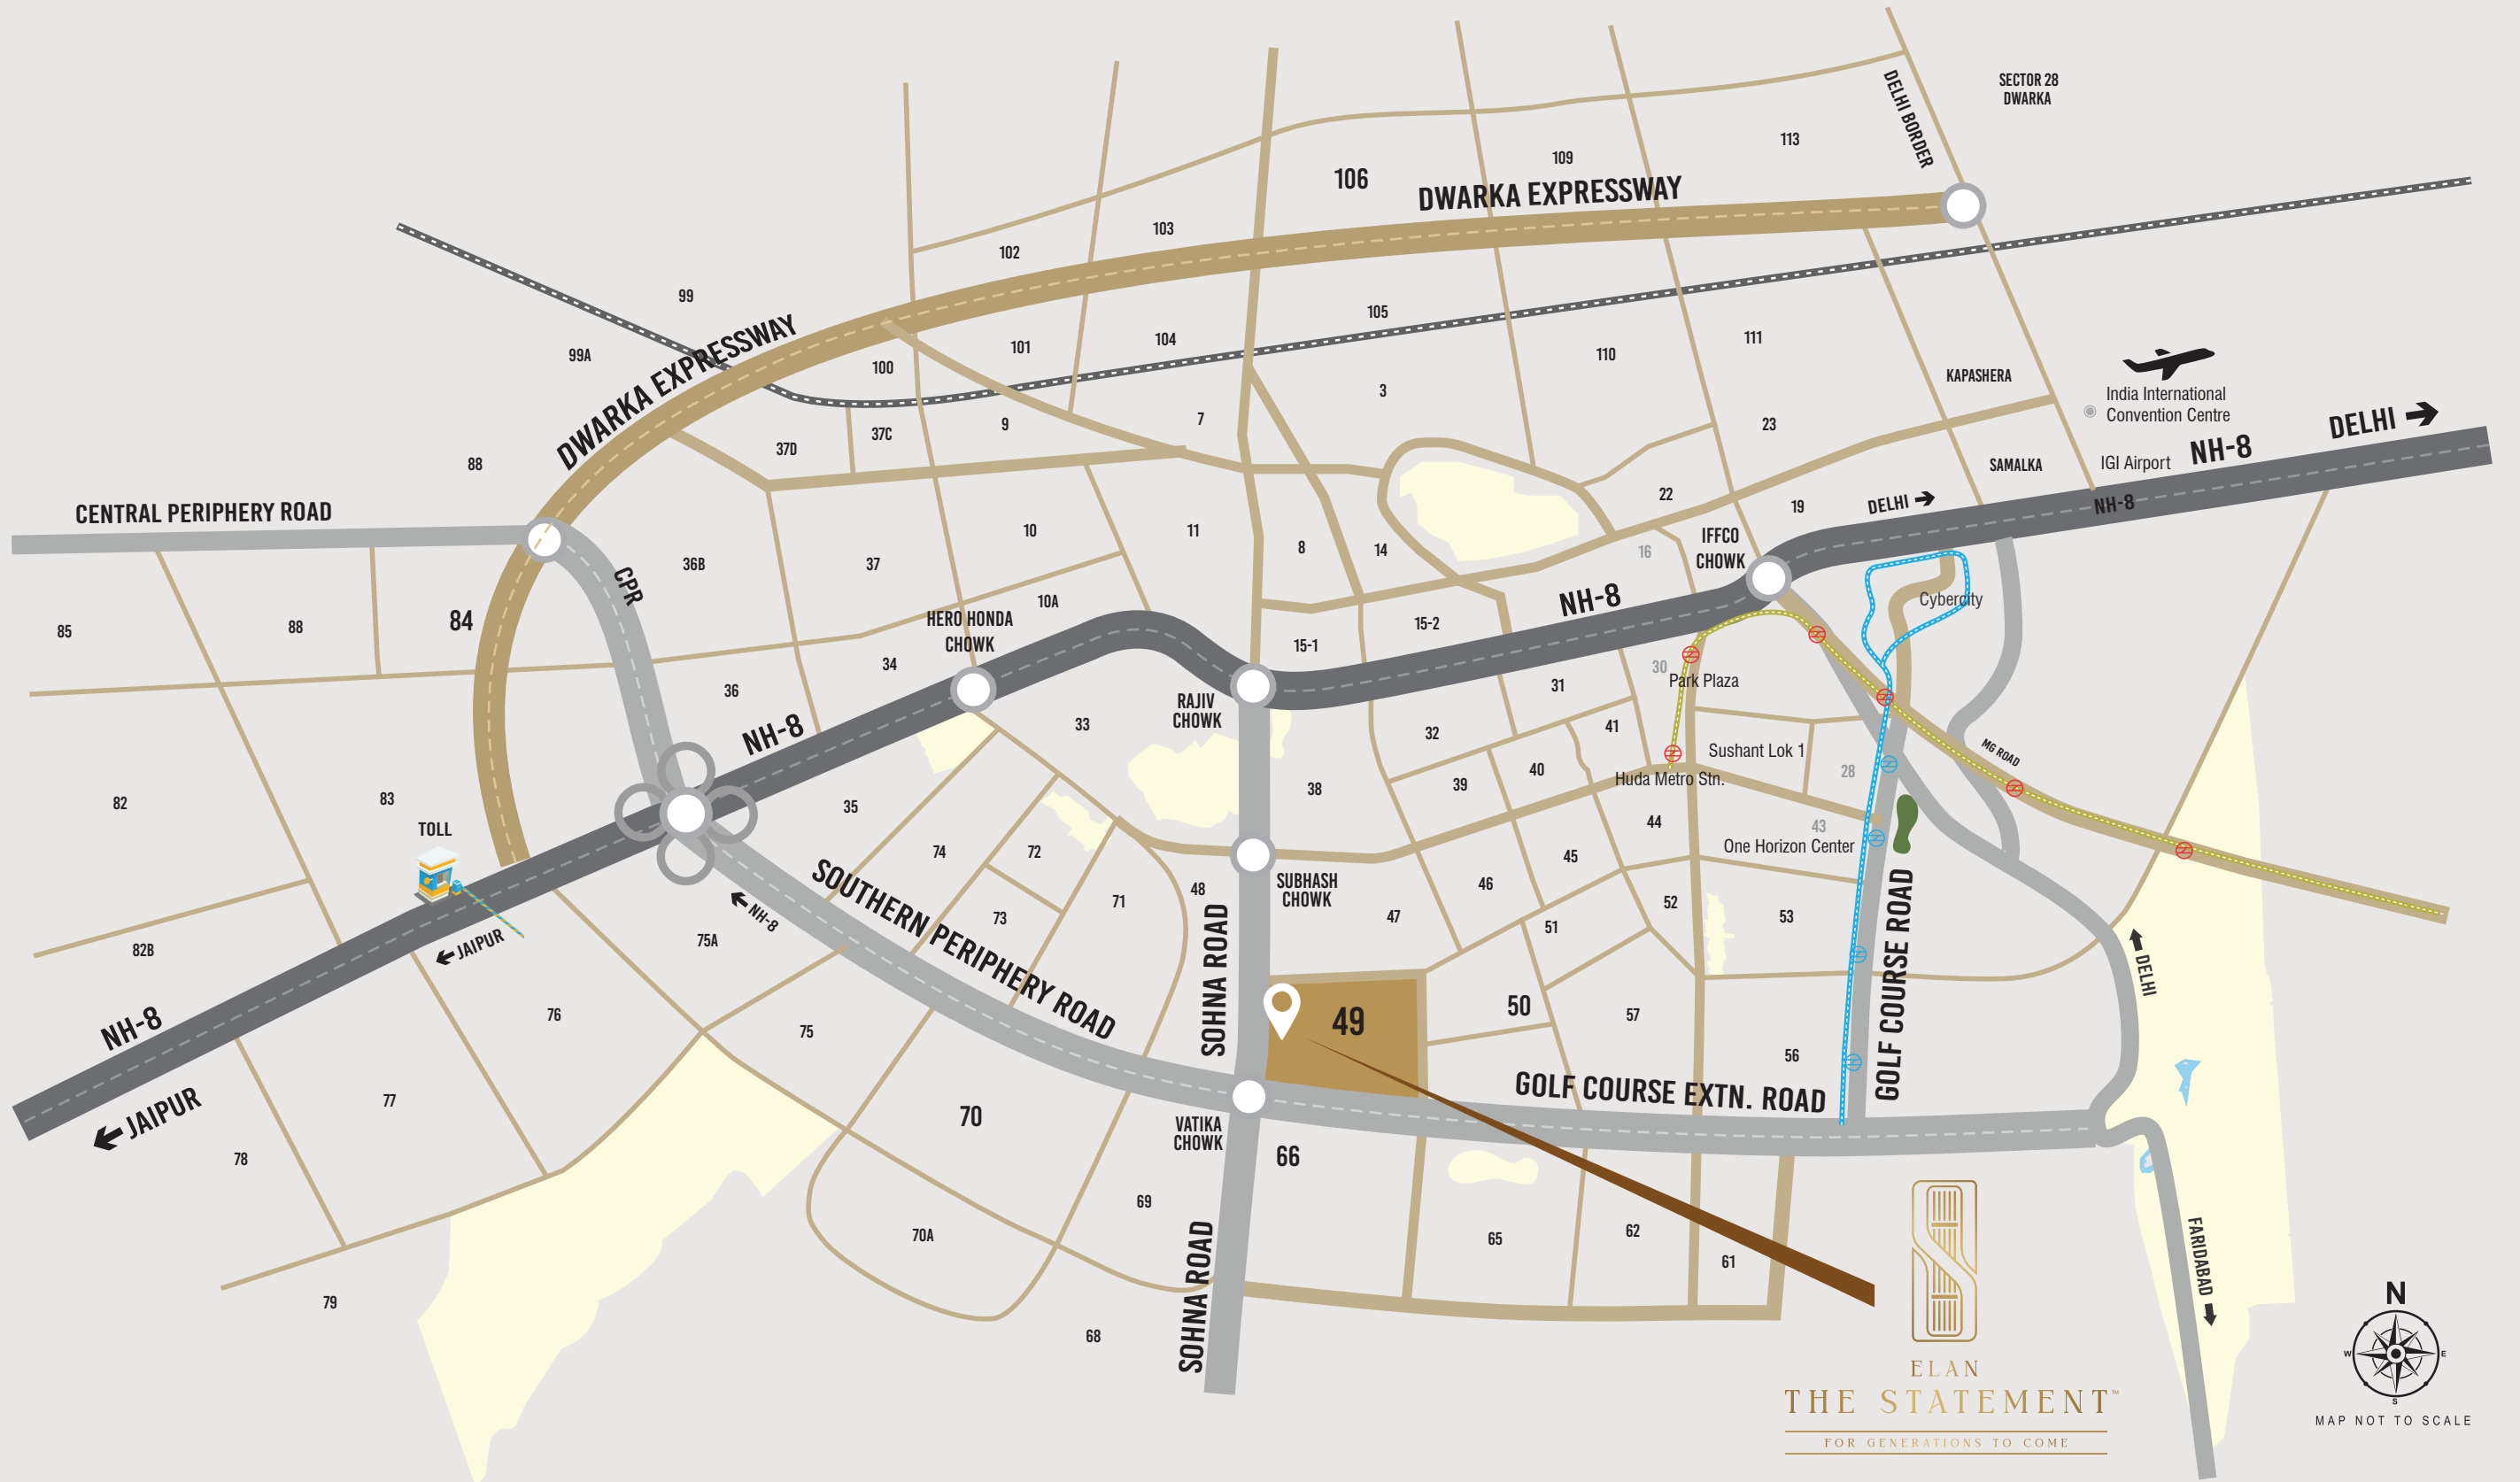 SECTOR 28
DWARKA
DELHI BORDER
113
109
106
DWARKA EXPRESSWAY
103
102
99
105
DWARKA EXPRESSWAY
99A
100
101
104
110
111
3
KAPASHERA
India International
Convention Centre
DELHI
NH-8
37D
37C
9
7
23
88
SAMALKA
IGI Airport
NH-8
22
19
DELHI
CENTRAL PERIPHERY ROAD
CPR
36B
37
10
11
8
14
16
IFFCO
CHOWK
85
88
84
10A
HERO HONDA
CHOWK
NH-8
Cybercity
15-2
15-1
34
36
30
Park Plaza
31
33
RAJIV
CHOWK
32
41
NH-8
Sushant Lok 1
MG ROAD
82
83
35
38
39
40
Huda Metro Stn.
28
TOLL
74
72
44
43
One Horizon Center
45
46
SUBHASH
CHOWK
48
71
73
47
51
52
53
SOUTHERN PERIPHERY ROAD
NH-8
75A
JAIPUR
82B
SOHNA ROAD
GOLF COURSE ROAD
DELHI
NH-8
76
75
49
50
57
56
JAIPUR
77
78
70
GOLF COURSE EXTN. ROAD
VATIKA
CHOWK
66
69
70A
65
62
61
79
68
SOHNA ROAD
FARIDABAD
ELAN
THE STATEMENT™
FOR GENERATIONS TO COME
N
W
E
S
MAP NOT TO SCALE